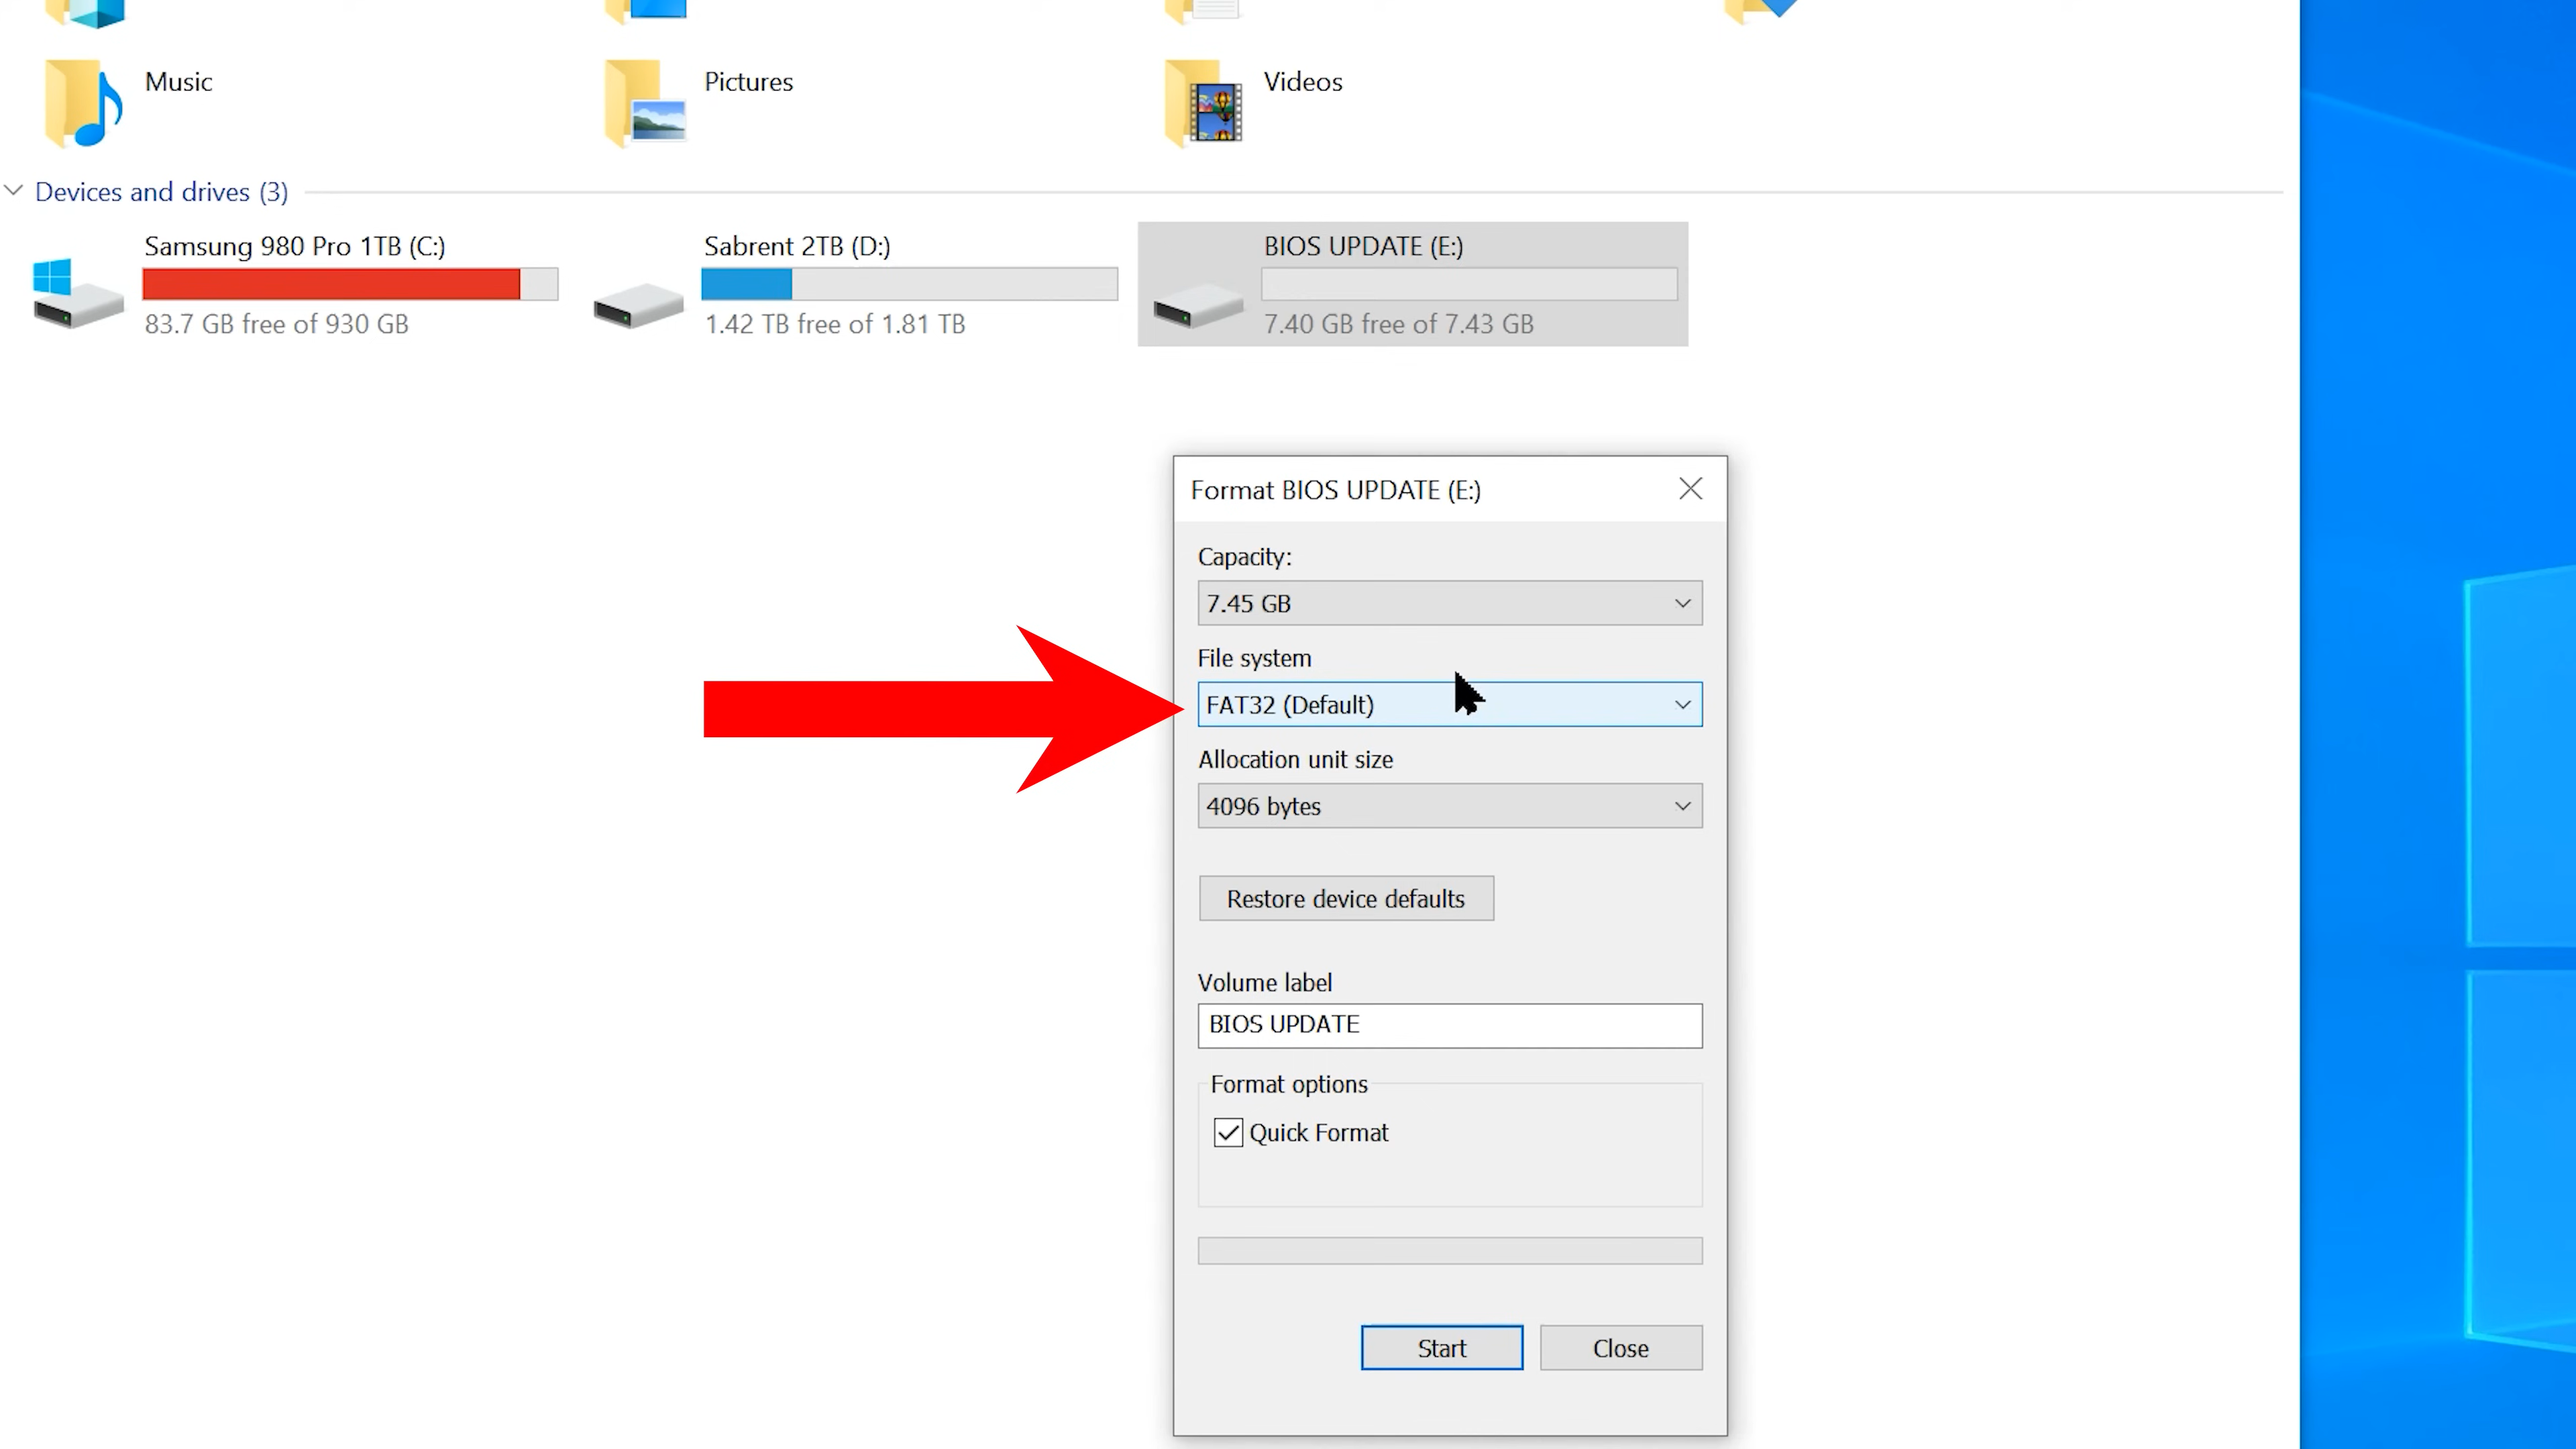 Music
Pictures
Videos
Devices and drives (3)
Samsung 980 Pro 1TB (C:)
83.7 GB free of 930 GB
Sabrent 2TB (D:)
1.42 TB free of 1.81 TB
BIOS UPDATE (E:)
7.40 GB free of 7.43 GB
Format BIOS UPDATE (E:)
Capacity:
7.45 GB
File system
FAT32 (Default)
Allocation unit size
4096 bytes
Restore device defaults
Volume label
BIOS UPDATE
Format options
Quick Format
Start
Close